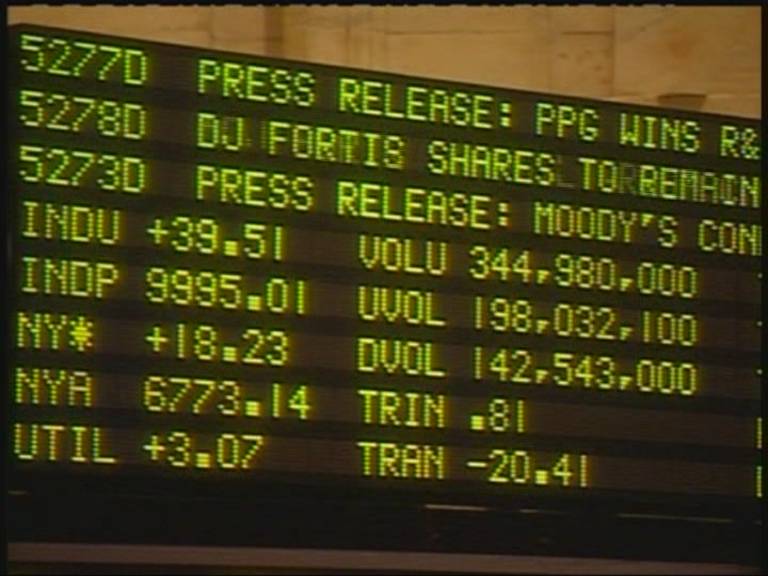 5277D PRESS RELEASE: PPG WINS R&
5278D DJ FORTIS SHARES TO REMAIN
5273D PRESS RELEASE: MOODY'S CON
INDU +39.51 VOLU 344,980,000
INDP 9995.01 UVOL 198,032,100
NY* +18.23 DVOL 142,543,000
NYA 6773.14 TRIN .81
UTIL +3.07 TRAN -20.41